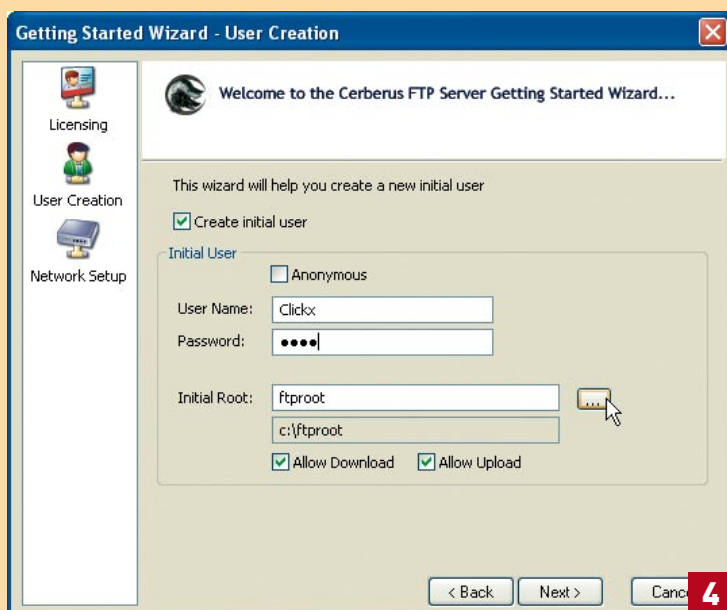 Getting Started Wizard - User Creation
Licensing
User Creation
Network Setup
Welcome to the Cerberus FTP Server Getting Started Wizard...
This wizard will help you create a new initial user
Create initial user
Initial User
Anonymous
User Name: Clickx
Password: ••••
Initial Root: ftproot
...
c:\ftproot
Allow Download Allow Upload
< Back Next > Canc
4